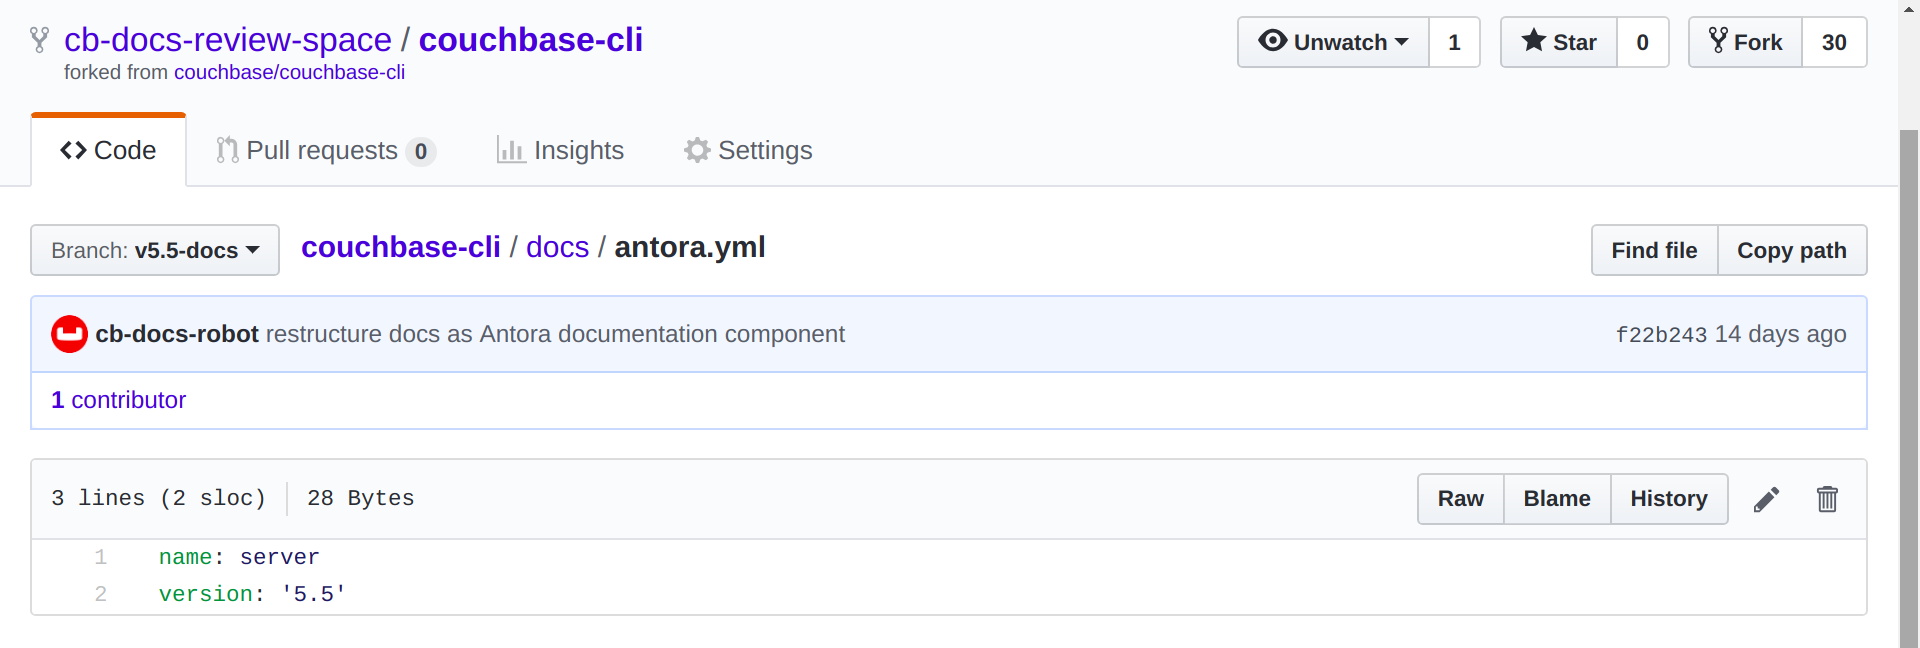 cb-docs-review-space / couchbase-cli
forked from couchbase/couchbase-cli
Unwatch 1 Star 0 Fork 30
Code Pull requests 0 Insights Settings
Branch: v5.5-docs couchbase-cli / docs / antora.yml Find file Copy path
cb-docs-robot restructure docs as Antora documentation component f22b243 14 days ago
1 contributor
3 lines (2 sloc) 28 Bytes Raw Blame History
1 name: server
2 version: '5.5'